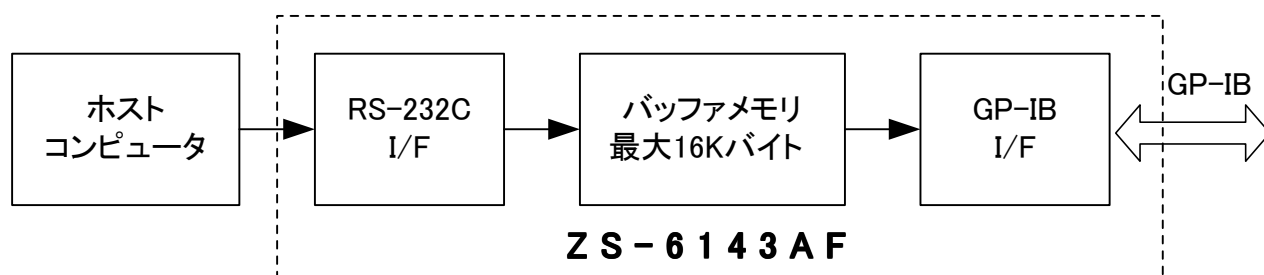 ホスト
コンピュータ
RS-232C
I/F
バッファメモリ
最大16Kバイト
GP-IB
I/F
GP-IB
ZS-6143AF